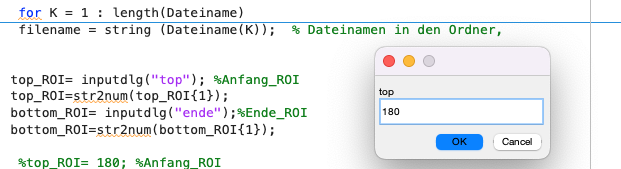 for K = 1 : length(Dateiname)
filename = string (Dateiname(K));  % Dateinamen in den Ordner,
top_ROI= inputdlg("top"); %Anfang_ROI
top_ROI=str2num(top_ROI{1});
bottom_ROI= inputdlg("ende");%Ende_ROI
bottom_ROI=str2num(bottom_ROI{1});
%top_ROI= 180; %Anfang_ROI
top
180
OK Cancel